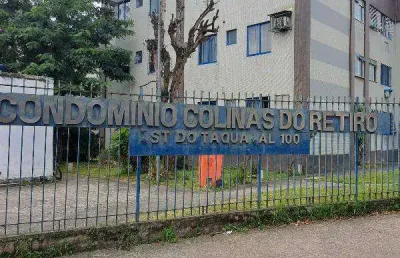 CONDOMINIO COLINAS DO RETIRO
EST DO TAQUARAL 100